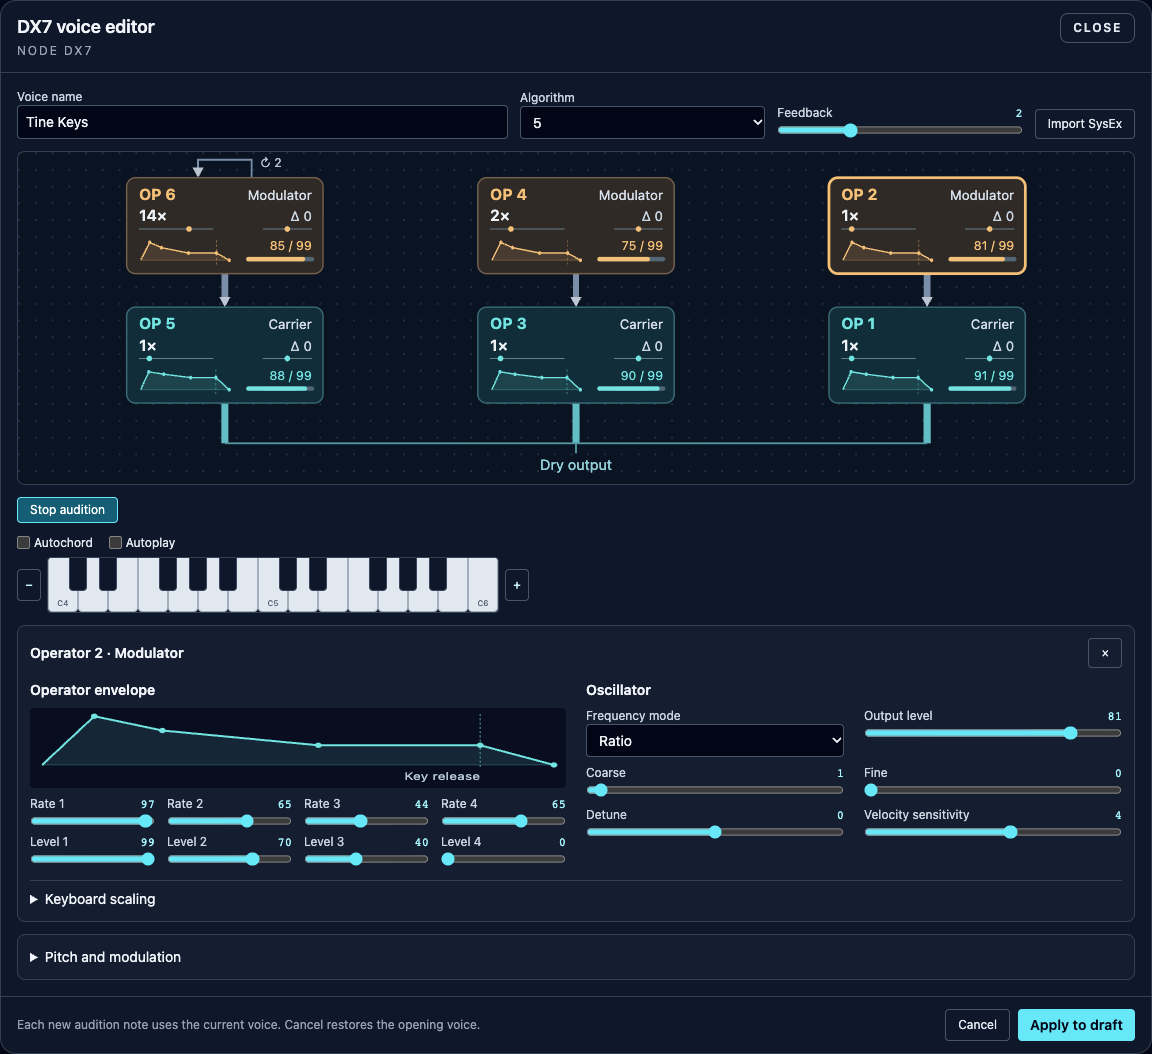 DX7 voice editor
CLOSE
NODE DX7
Voice name
Algorithm
Feedback
2
Tine Keys
5
Import SysEx
↻ 2
OP 6 Modulator
14× Δ 0
85 / 99
OP 4 Modulator
2× Δ 0
75 / 99
OP 2 Modulator
1× Δ 0
81 / 99
OP 5 Carrier
1× Δ 0
88 / 99
OP 3 Carrier
1× Δ 0
90 / 99
OP 1 Carrier
1× Δ 0
91 / 99
Dry output
Stop audition
Autochord
Autoplay
−
C4
C5
C6
+
Operator 2 · Modulator
×
Operator envelope
Key release
Rate 1 97
Rate 2 65
Rate 3 44
Rate 4 65
Level 1 99
Level 2 70
Level 3 40
Level 4 0
Oscillator
Frequency mode
Ratio
Output level 81
Coarse 1
Fine 0
Detune 0
Velocity sensitivity 4
Keyboard scaling
Pitch and modulation
Each new audition note uses the current voice. Cancel restores the opening voice.
Cancel
Apply to draft